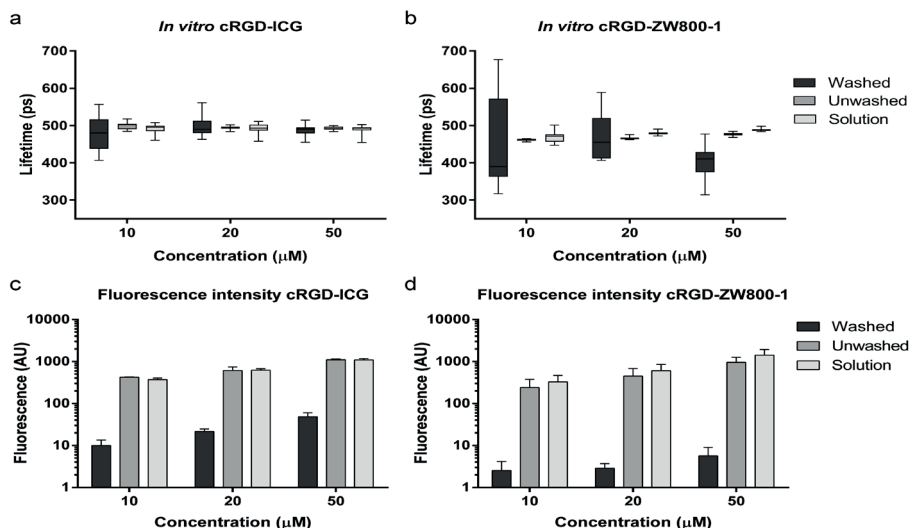 a
In vitro cRGD-ICG
700
600
500
400
300
Lifetime (ps)
10
20
50
Concentration (μM)
b
In vitro cRGD-ZW800-1
700
600
500
400
300
Lifetime (ps)
10
20
50
Concentration (μM)
Washed
Unwashed
Solution
c
Fluorescence intensity cRGD-ICG
10000
1000
100
10
1
Fluorescence (AU)
10
20
50
Concentration (μM)
d
Fluorescence intensity cRGD-ZW800-1
10000
1000
100
10
1
Fluorescence (AU)
10
20
50
Concentration (μM)
Washed
Unwashed
Solution